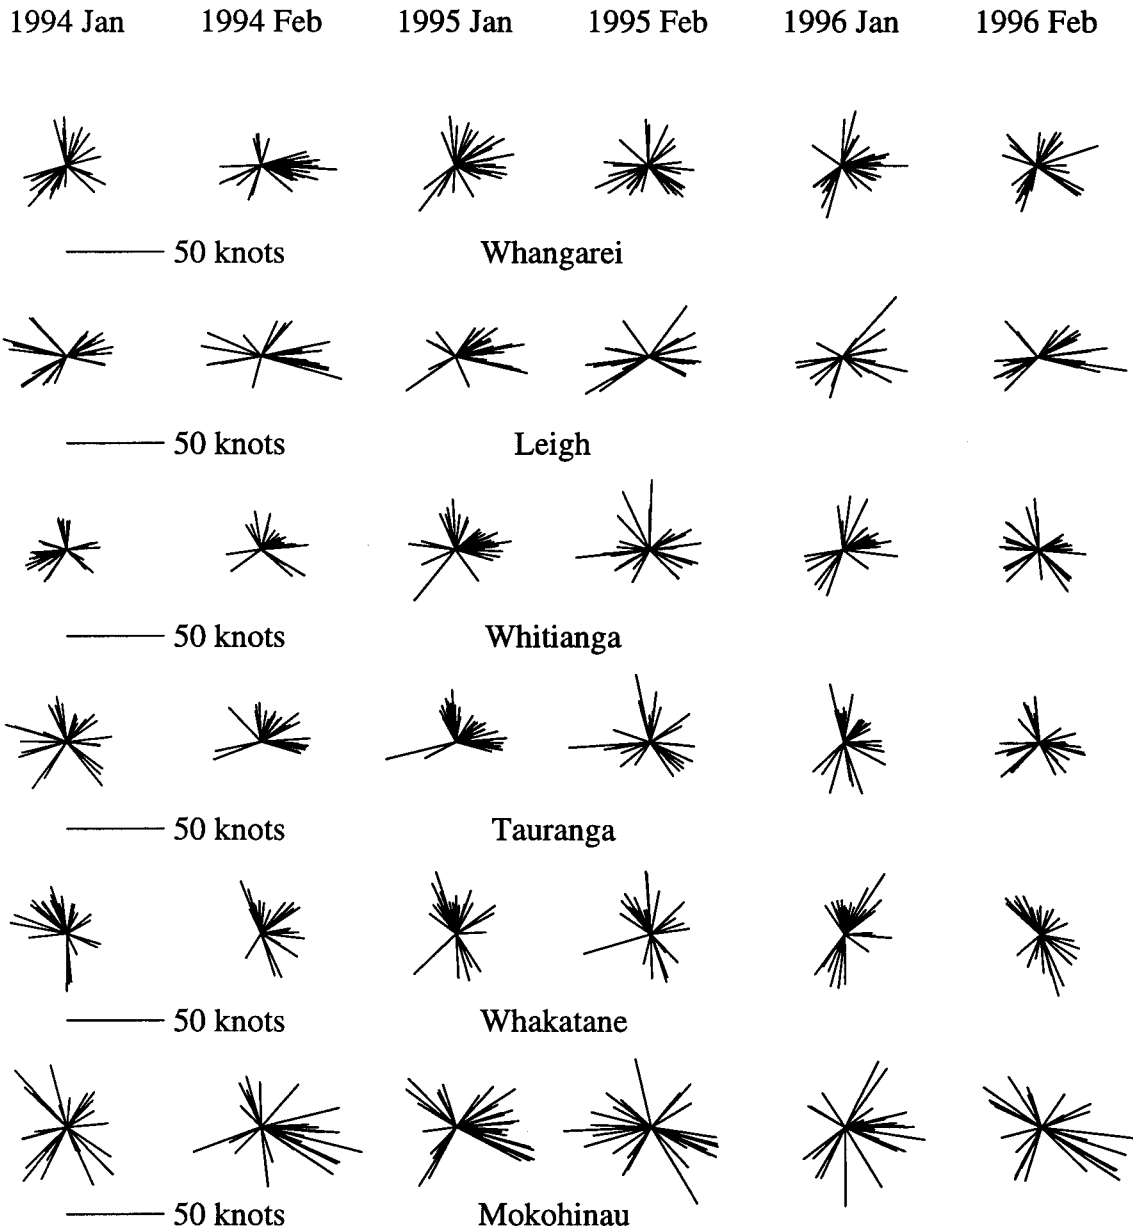 1994 Jan 1994 Feb 1995 Jan 1995 Feb 1996 Jan 1996 Feb
50 knots Whangarei
50 knots Leigh
50 knots Whitianga
50 knots Tauranga
50 knots Whakatane
50 knots Mokohinau